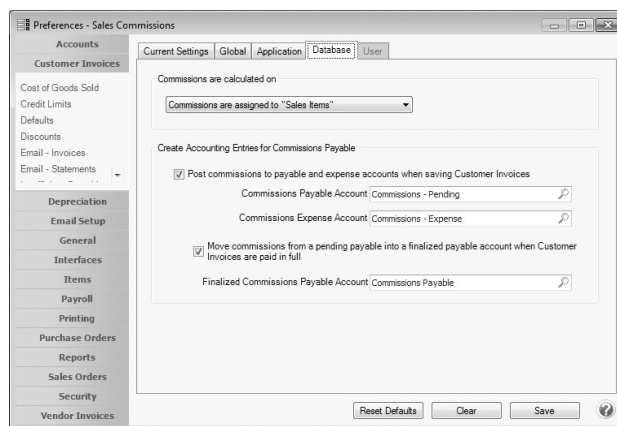 Preferences - Sales Commissions
Accounts
Customer Invoices
Cost of Goods Sold
Credit Limits
Defaults
Discounts
Email - Invoices
Email - Statements
Depreciation
Email Setup
General
Interfaces
Items
Payroll
Printing
Purchase Orders
Reports
Sales Orders
Security
Vendor Invoices
Current Settings Global Application Database User
Commissions are calculated on
Commissions are assigned to "Sales Items"
Create Accounting Entries for Commissions Payable
Post commissions to payable and expense accounts when saving Customer Invoices
Commissions Payable Account Commissions - Pending
Commissions Expense Account Commissions - Expense
Move commissions from a pending payable into a finalized payable account when Customer
Invoices are paid in full
Finalized Commissions Payable Account Commissions Payable
Reset Defaults Clear Save ?